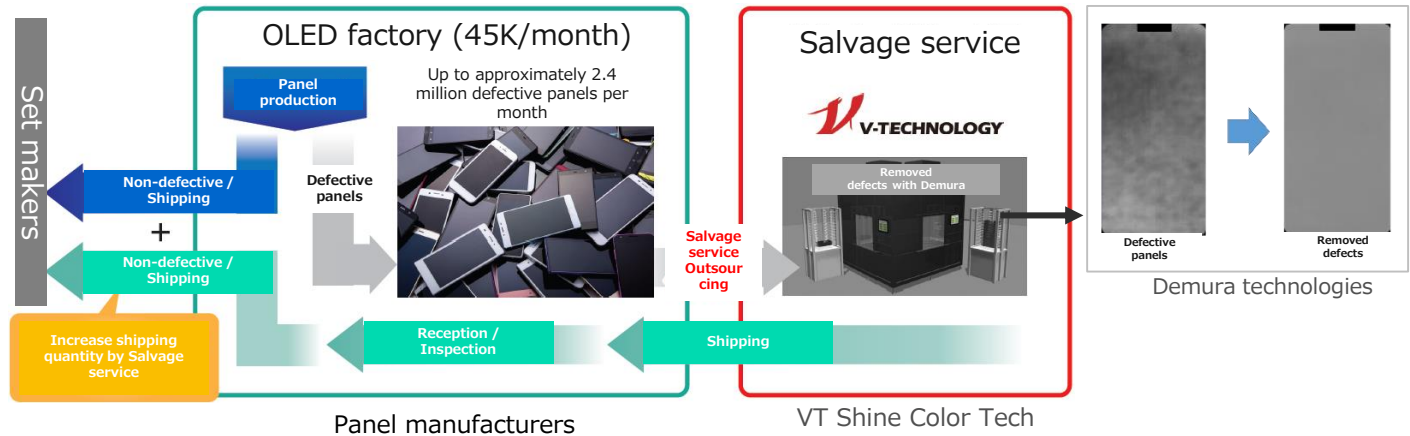 Set makers
OLED factory (45K/month)
Panel
production
Up to approximately 2.4
million defective panels per
month
Non-defective /
Shipping
Defective
panels
+
Non-defective /
Shipping
Increase shipping
quantity by Salvage
service
Reception /
Inspection
Shipping
Salvage
service
Outsour
cing
Panel manufacturers
Salvage service
V-TECHNOLOGY
Removed
defects with Demura
VT Shine Color Tech
Defective
panels
Removed
defects
Demura technologies